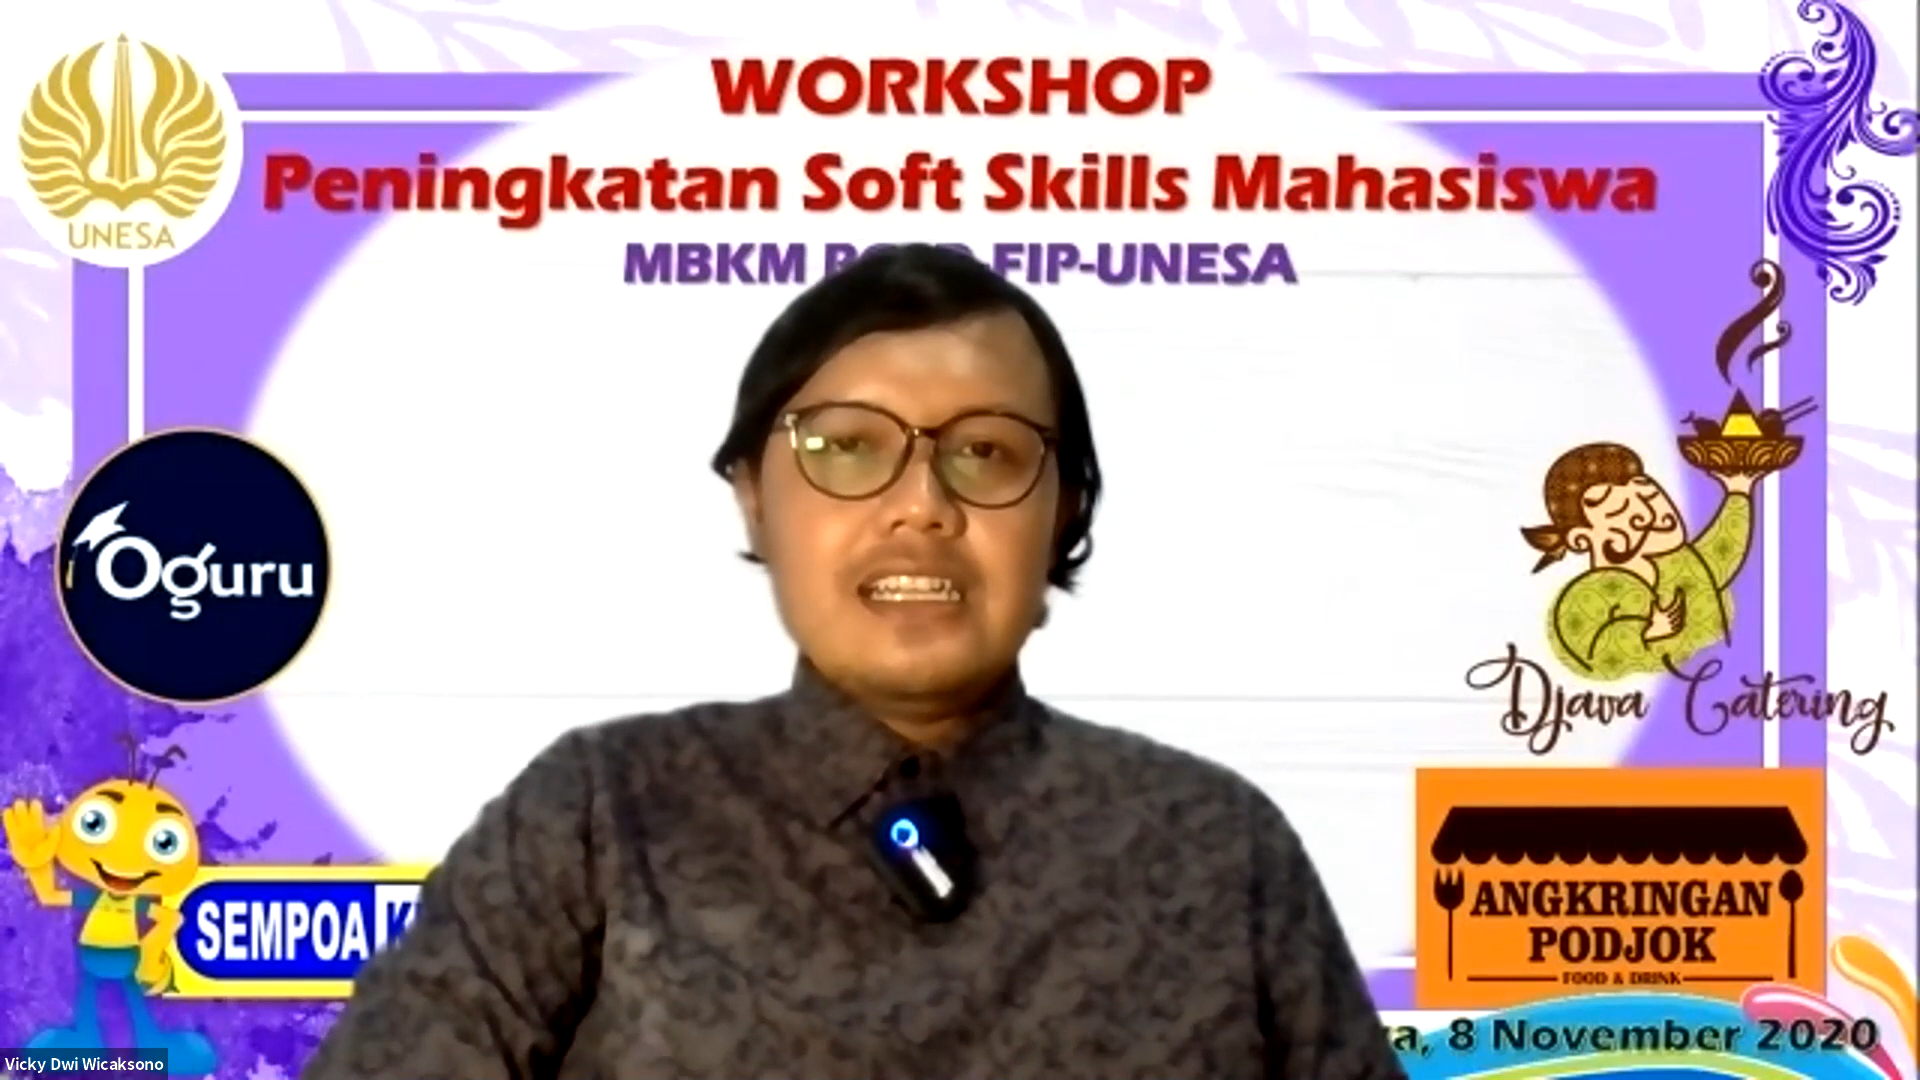 WORKSHOP
Peningkatan Soft Skills Mahasiswa
MBKM FIP-UNESA
UNESA
Oguru
Djava Catering
SEMPOA
ANGKRINGAN
PODJOK
FOOD & DRINK
8 November 2020
Vicky Dwi Wicaksono